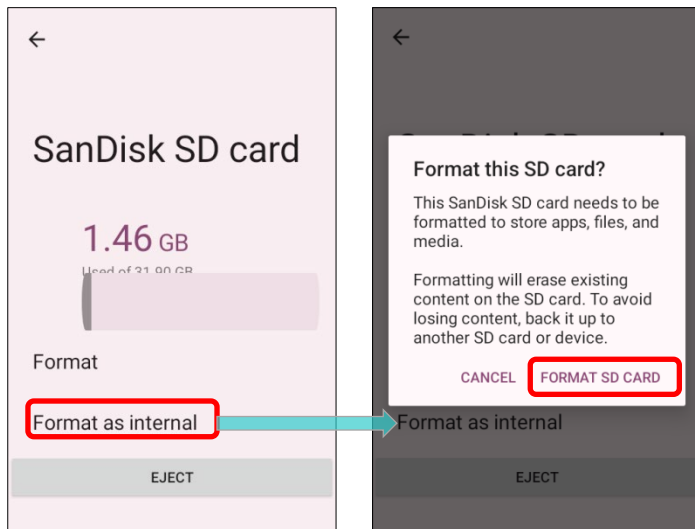 SanDisk SD card
1.46 GB
Used of 31.90 GB
Format
Format as internal
EJECT
Format this SD card?
This SanDisk SD card needs to be
formatted to store apps, files, and
media.
Formatting will erase existing
content on the SD card. To avoid
losing content, back it up to
another SD card or device.
CANCEL FORMAT SD CARD
Format as internal
EJECT